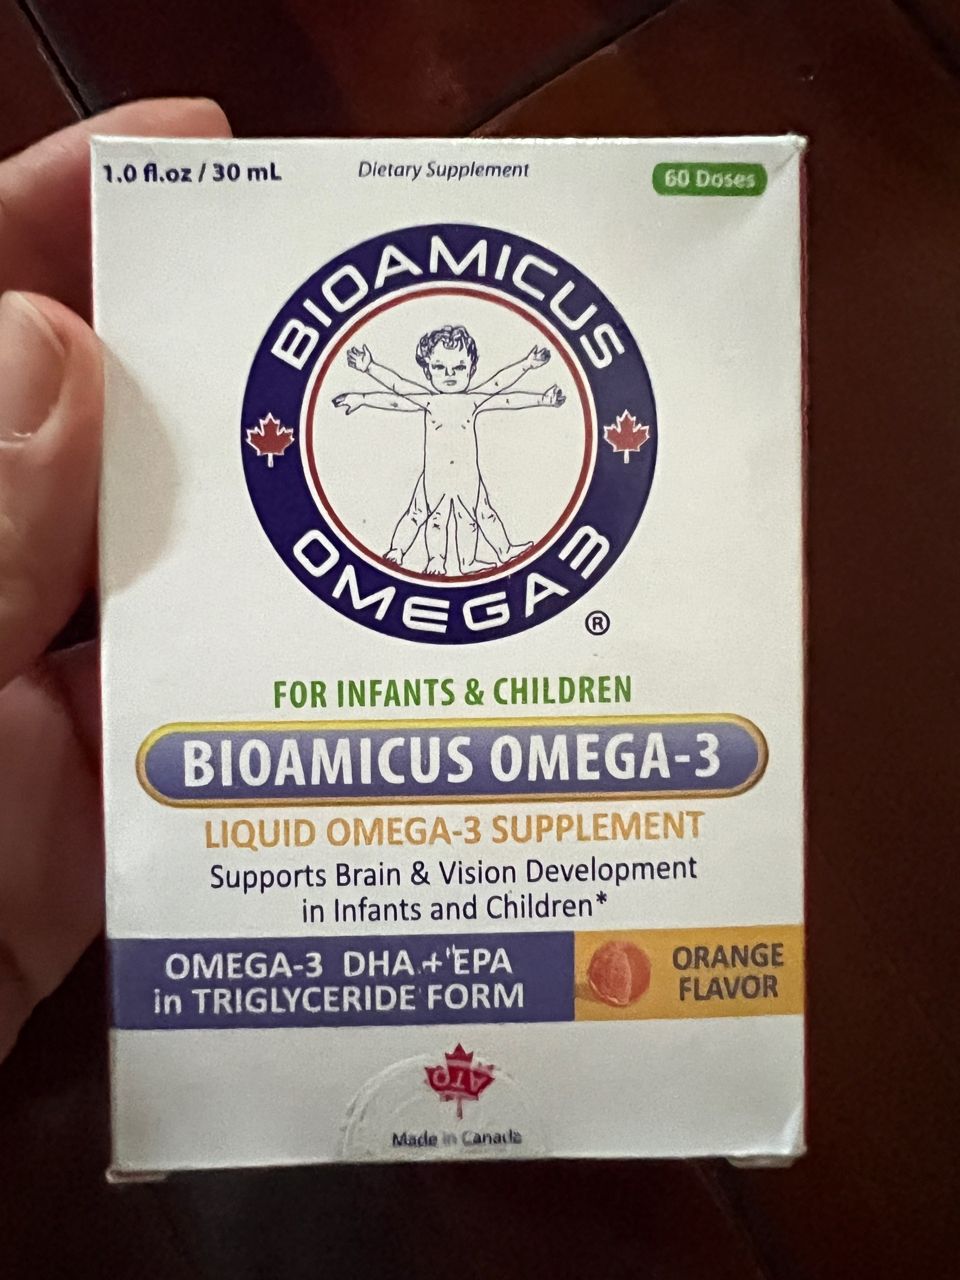 1.0 fl.oz / 30 mL
Dietary Supplement
60 Doses
BIOAMICUS
OMEGA3
®
FOR INFANTS & CHILDREN
BIOAMICUS OMEGA-3
LIQUID OMEGA-3 SUPPLEMENT
Supports Brain & Vision Development
in Infants and Children*
OMEGA-3 DHA + EPA
in TRIGLYCERIDE FORM
ORANGE
FLAVOR
Made in Canada